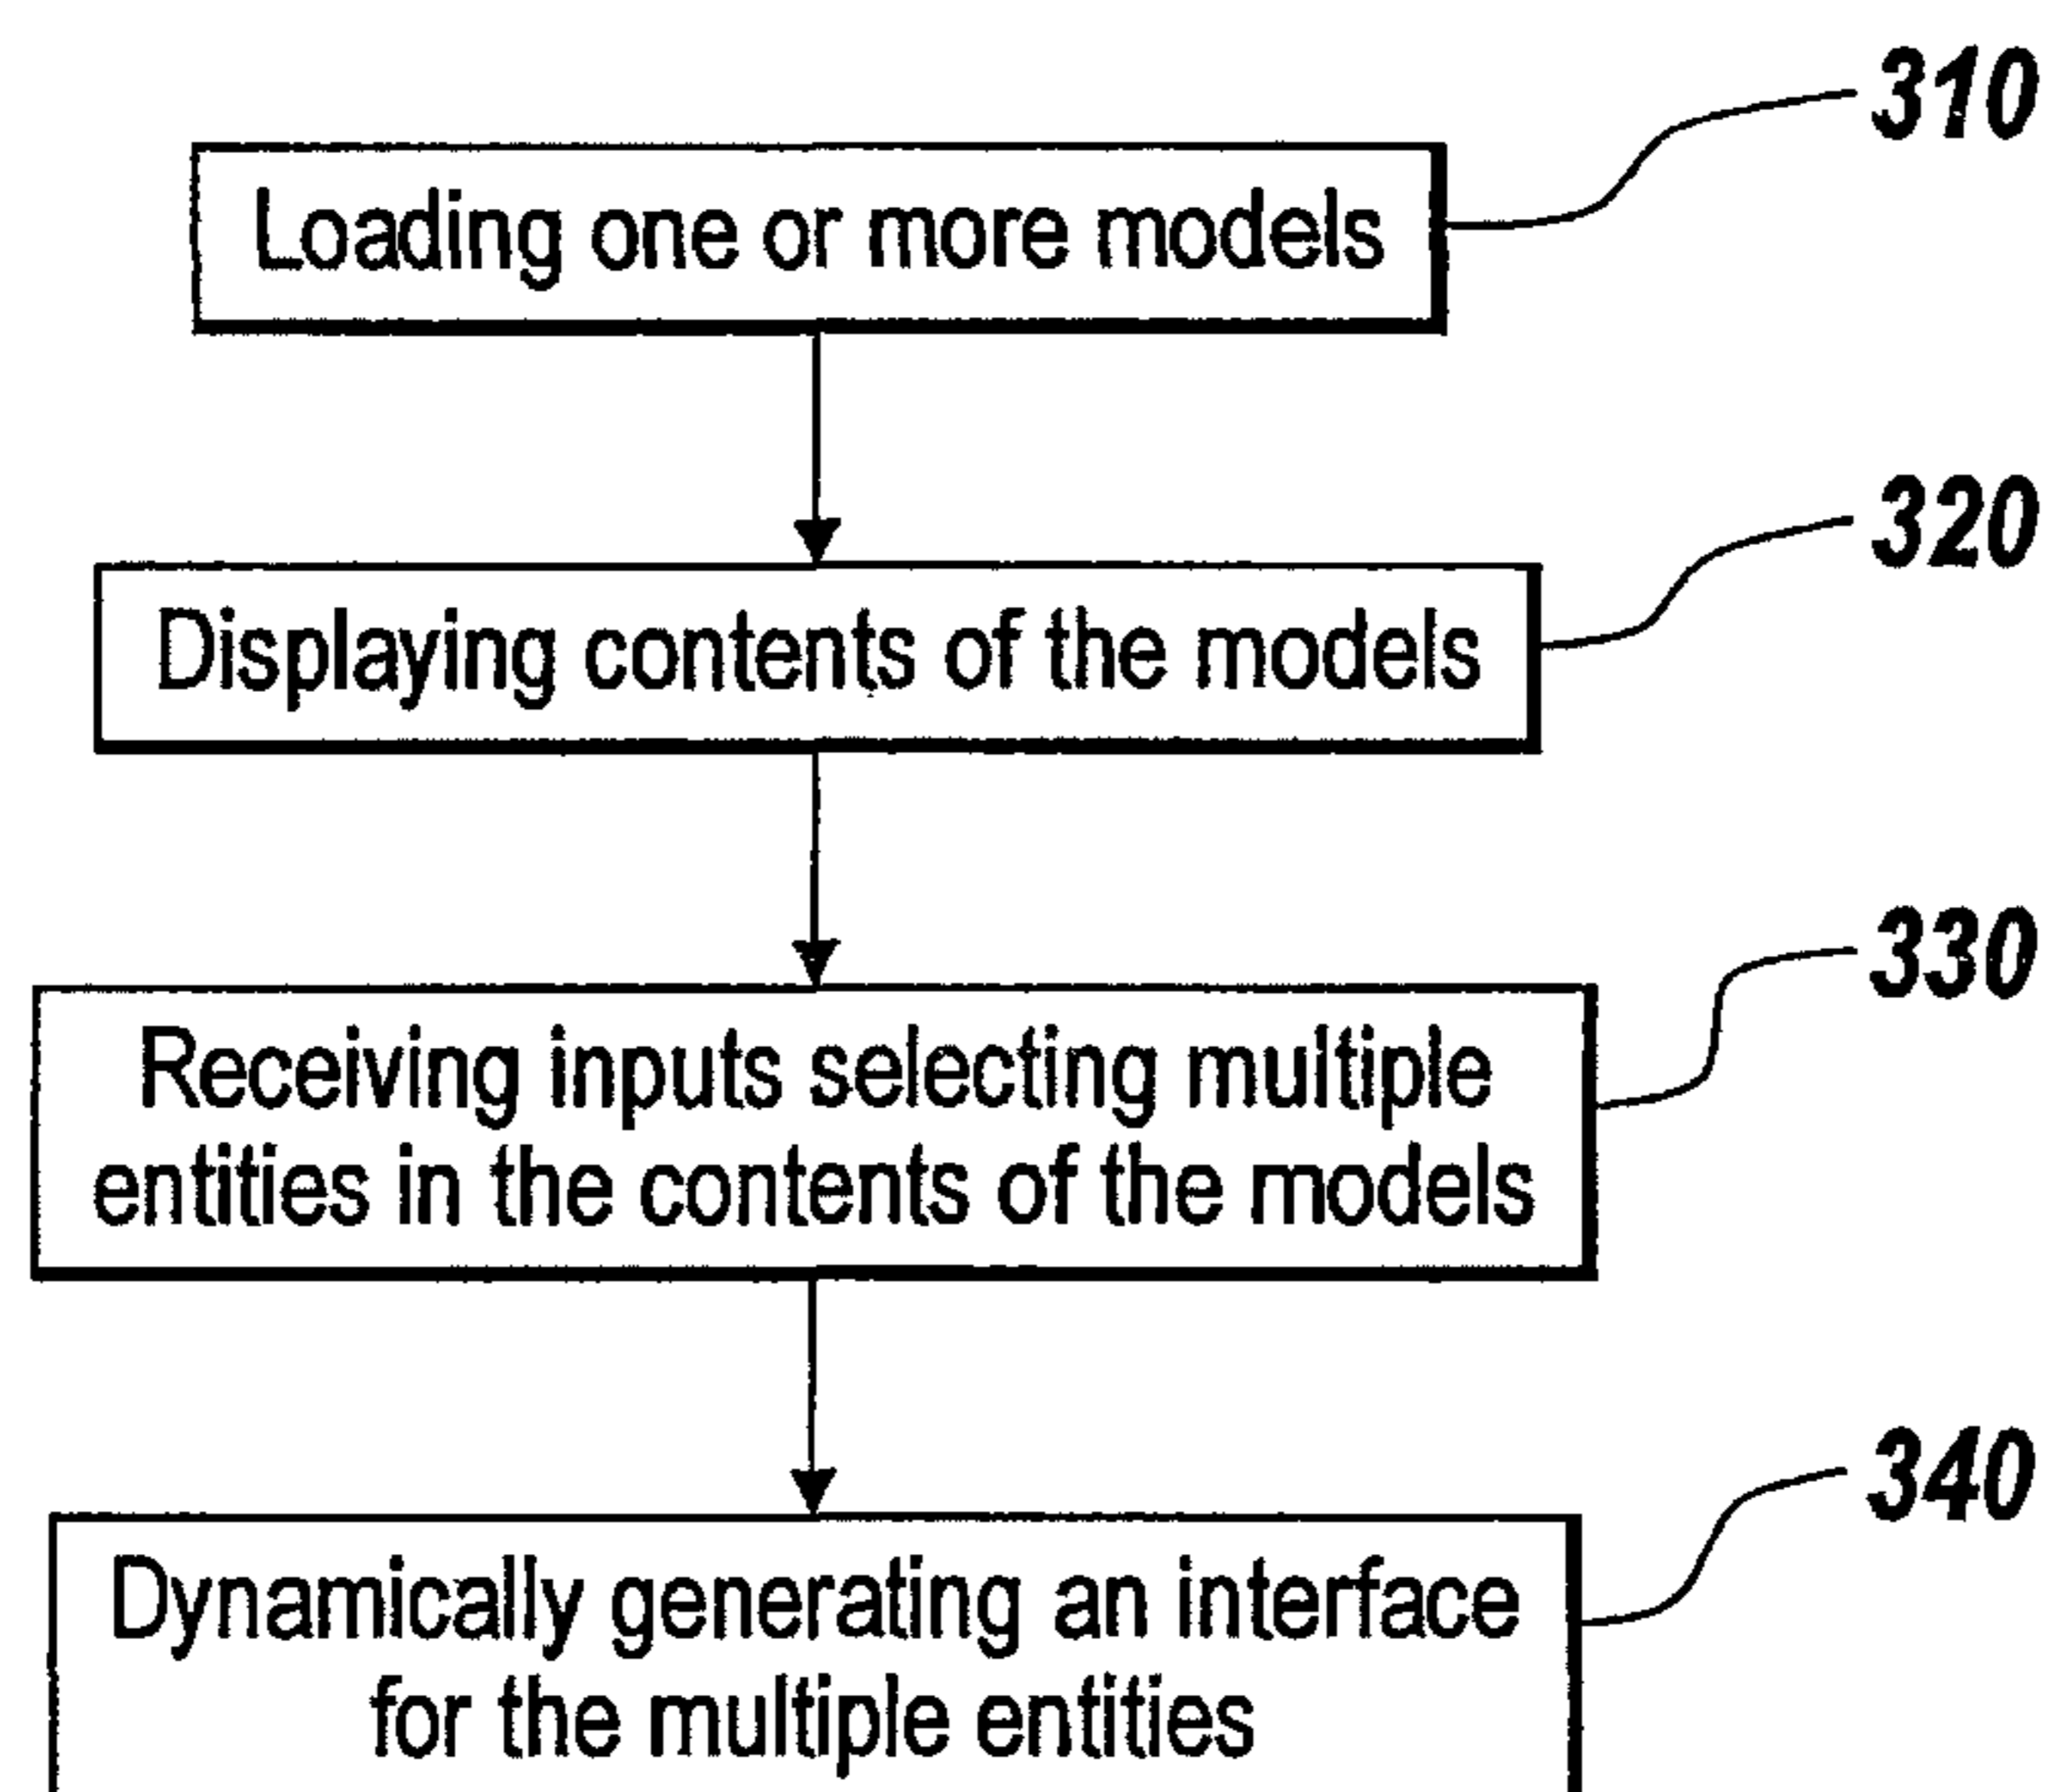 310
Loading one or more models
320
Displaying contents of the models
330
Receiving inputs selecting multiple
entities in the contents of the models
340
Dynamically generating an interface
for the multiple entities